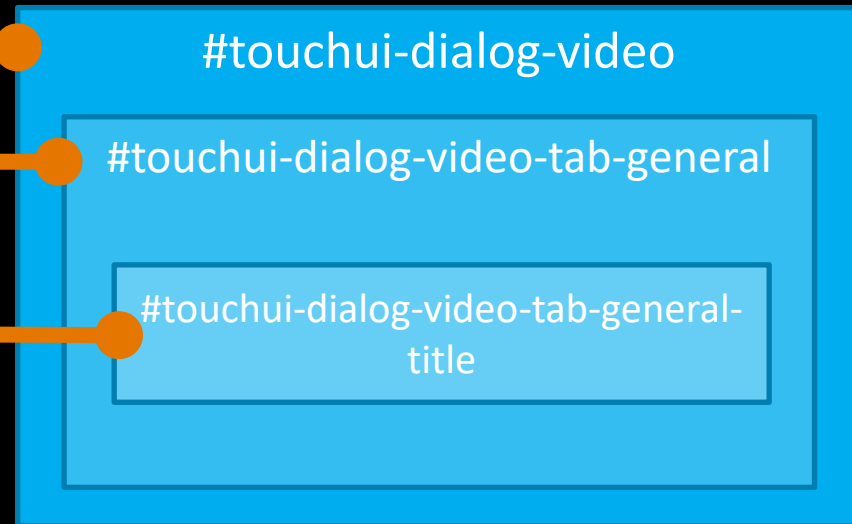 #touchui-dialog-video
#touchui-dialog-video-tab-general
#touchui-dialog-video-tab-general-
title